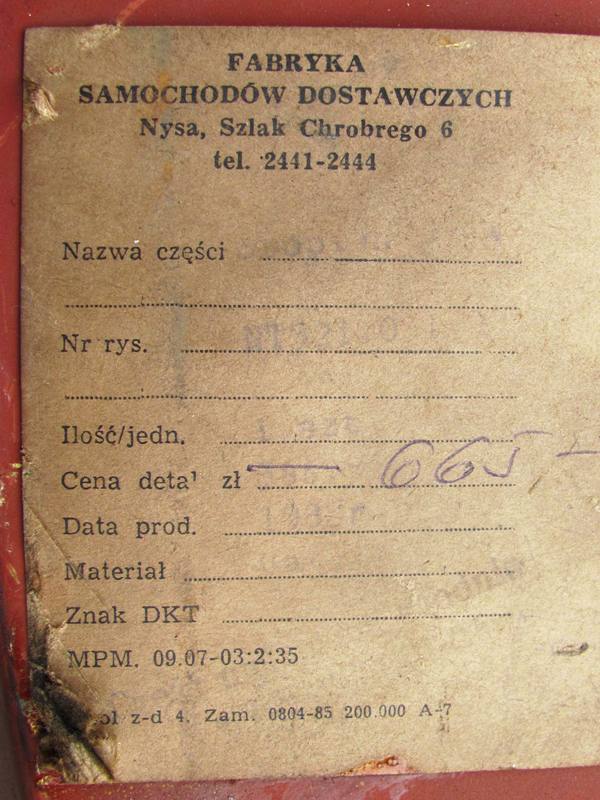 FABRYKA
SAMOCHODÓW DOSTAWCZYCH
Nysa, Szlak Chrobrego 6
tel. 2441-2444
Nazwa części
Nr rys.
Ilość/jedn.
Cena deta¹ zł — 665 —
Data prod.
Materiał
Znak DKT
MPM. 09.07-03:2:35
z-d 4. Zam. 0804-85 200.000 A-7